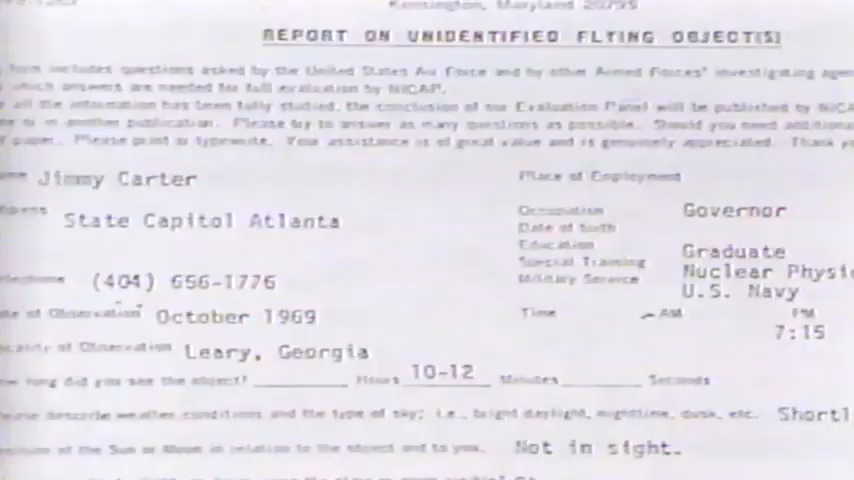 Kensington, Maryland 20795
REPORT ON UNIDENTIFIED FLYING OBJECT(S)
form includes questions asked by the United States Air Force and by other Armed Forces' investigating
which answers are needed for full evaluation by NICAP.
all the information has been fully studied, the conclusion of our Evaluation Panel will be published by
or in another publication. Please try to answer as many questions as possible. Should you need additional
paper. Please print or typewrite. Your assistance is of great value and is genuinely appreciated. Thank
Jimmy Carter Place of Employment
State Capitol Atlanta Occupation Governor
Date of birth
Education Graduate
Special Training Nuclear
(404) 656-1776 Military Service U.S. Navy
of Observation October 1969 Time AM PM
7:15
of Observation Leary, Georgia
long did you see the object? Hours 10-12 Minutes Seconds
describe weather conditions and the type of sky; i.e., bright daylight, nighttime, dusk, etc.
of the Sun or Moon in relation to the object and to you. Not in sight.